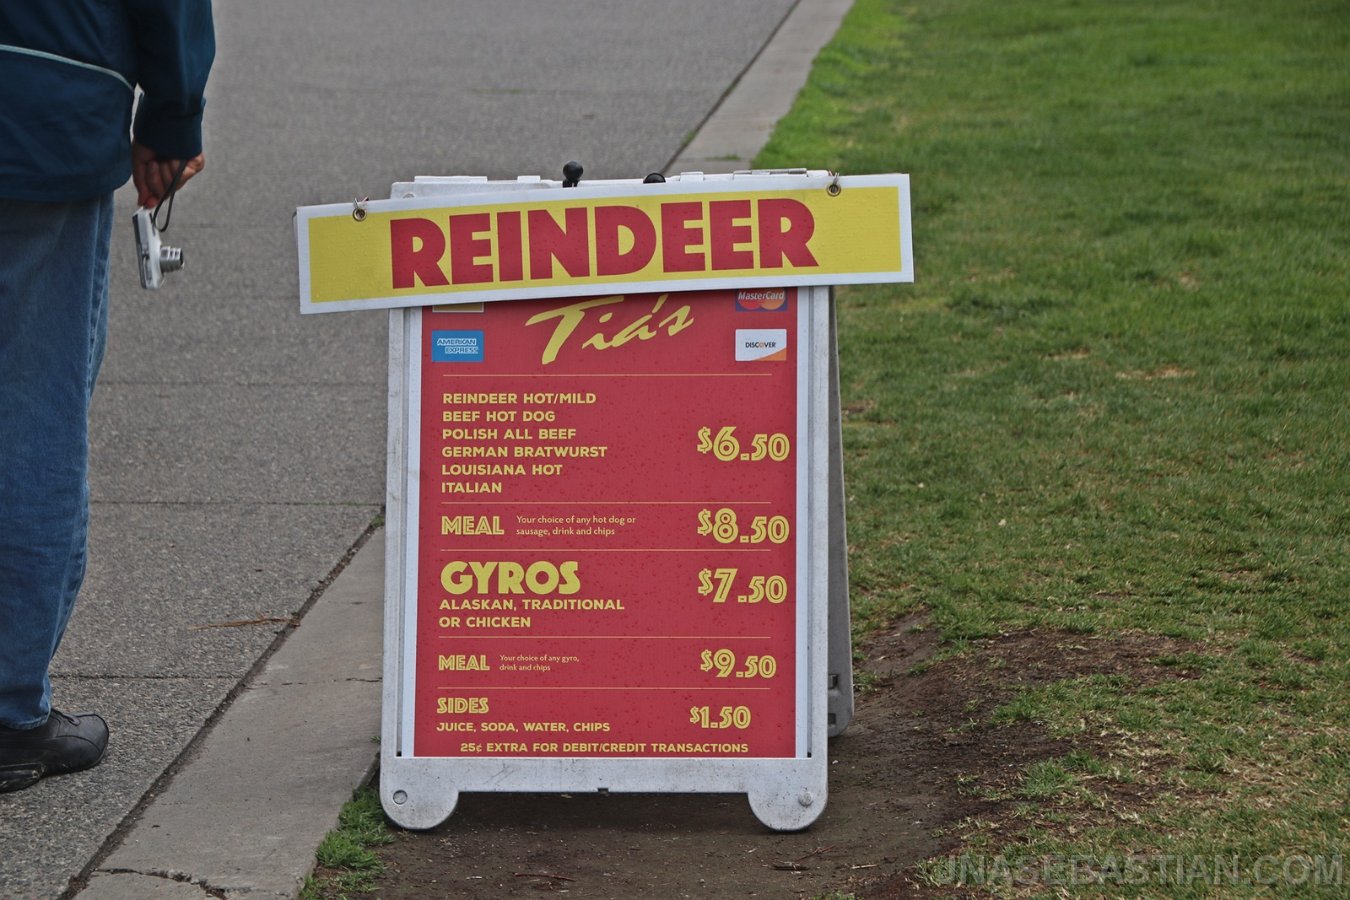 REINDEER
Tia's
MasterCard
AMERICAN
EXPRESS
DISCOVER
REINDEER HOT/MILD
BEEF HOT DOG
POLISH ALL BEEF
GERMAN BRATWURST
LOUISIANA HOT
ITALIAN
$6.50
MEAL Your choice of any hot dog or
sausage, drink and chips
$8.50
GYROS
ALASKAN, TRADITIONAL
OR CHICKEN
$7.50
MEAL Your choice of any gyro,
drink and chips
$9.50
SIDES
JUICE, SODA, WATER, CHIPS
$1.50
25¢ EXTRA FOR DEBIT/CREDIT TRANSACTIONS
JNASEBASTIAN.COM